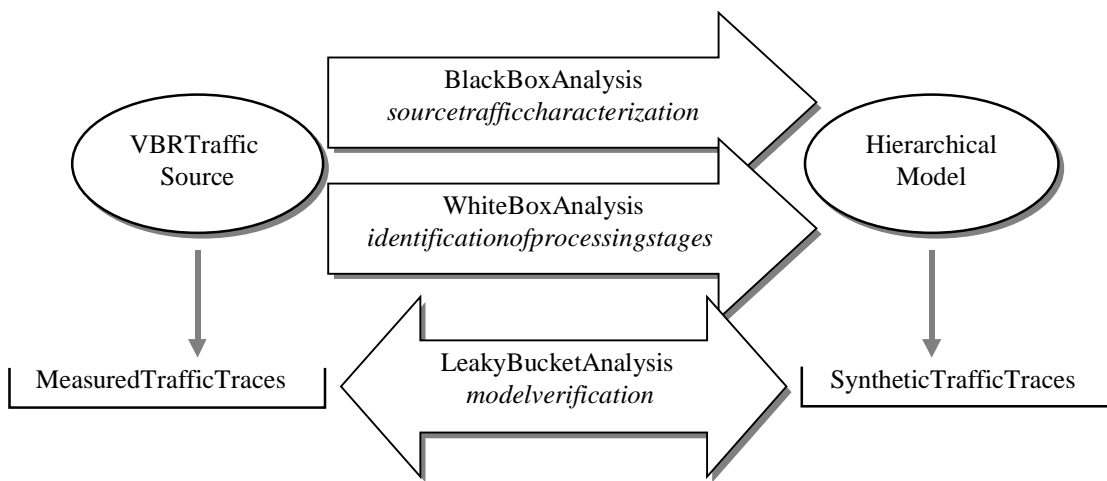 BlackBoxAnalysis
sourcetrafficcharacterization
VBRTraffic
Source
Hierarchical
Model
WhiteBoxAnalysis
identificationofprocessingstages
LeakyBucketAnalysis
modelverification
MeasuredTrafficTraces
SyntheticTrafficTraces